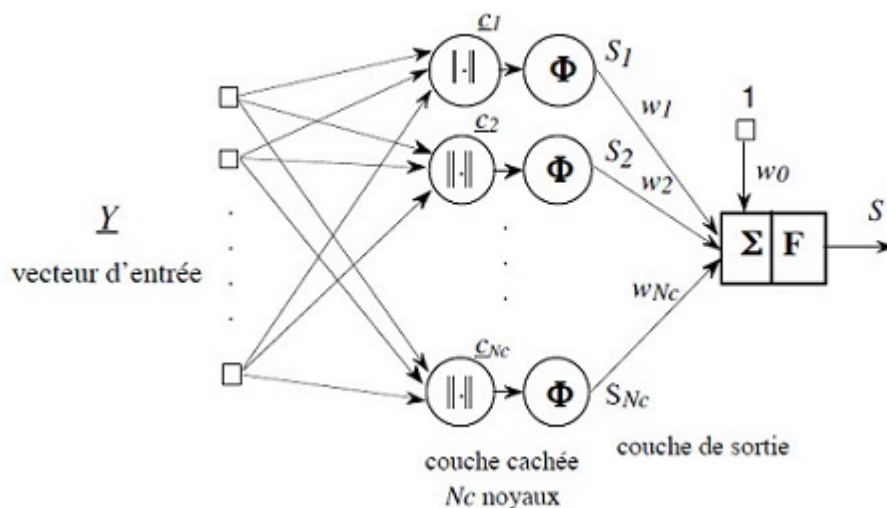 c1
‖·‖
Φ
S1
w1
1
c2
‖·‖
Φ
S2
w2
w0
Y
vecteur d'entrée
Σ
F
S
wNc
cNc
‖·‖
Φ
SNc
couche cachée
Nc noyaux
couche de sortie